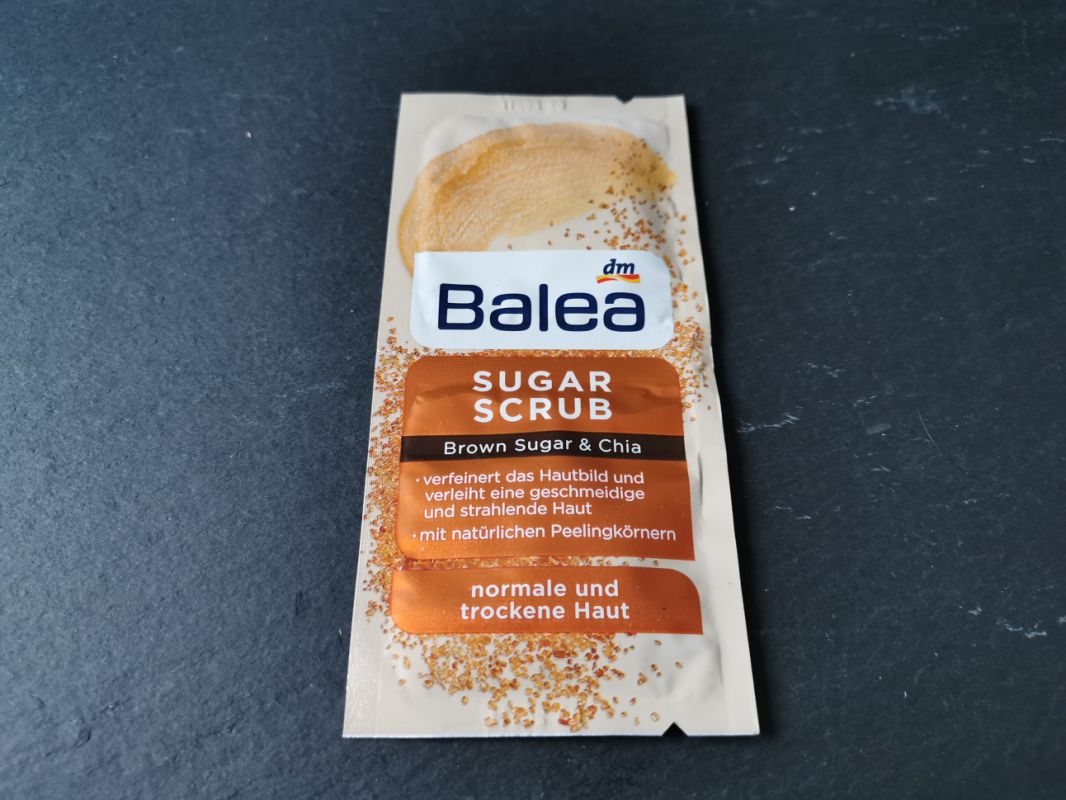 dm
Balea
SUGAR
SCRUB
Brown Sugar & Chia
· verfeinert das Hautbild und
verleiht eine geschmeidige
und strahlende Haut
· mit natürlichen Peelingkörnern
normale und
trockene Haut